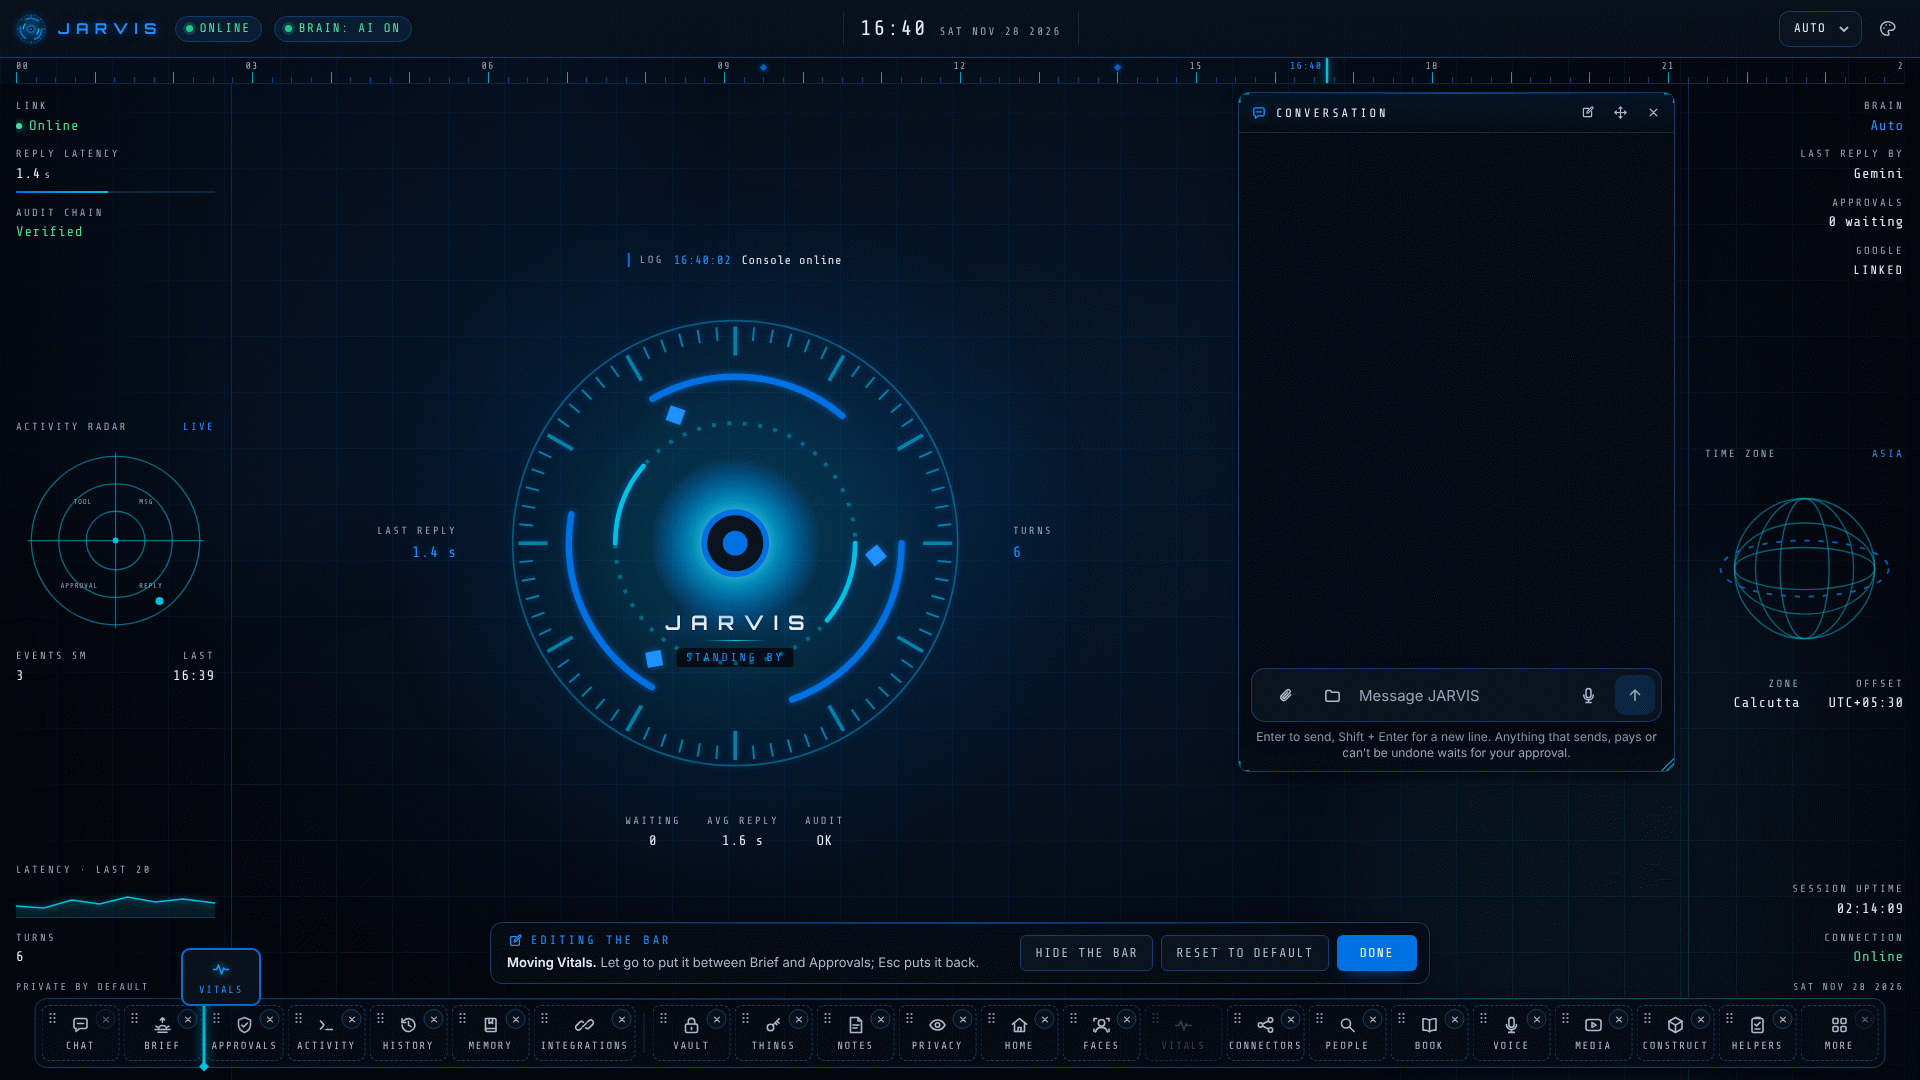 JARVIS
ONLINE
BRAIN: AI ON
16:40 SAT NOV 28 2026
AUTO
00 03 06 09 12 15 16:40 18 21 2
LINK
Online
REPLY LATENCY
1.4 s
AUDIT CHAIN
Verified
LOG 16:40:02 Console online
ACTIVITY RADAR LIVE
TOOL MSG
APPROVAL REPLY
EVENTS 5M LAST
3 16:39
LAST REPLY
1.4 s
TURNS
6
JARVIS
STANDING BY
WAITING AVG REPLY AUDIT
0 1.6 s OK
LATENCY · LAST 20
TURNS
6
PRIVATE BY DEFAULT
CONVERSATION
Message JARVIS
Enter to send, Shift + Enter for a new line. Anything that sends, pays or
can't be undone waits for your approval.
BRAIN
Auto
LAST REPLY BY
Gemini
APPROVALS
0 waiting
GOOGLE
LINKED
TIME ZONE ASIA
ZONE OFFSET
Calcutta UTC+05:30
SESSION UPTIME
02:14:09
CONNECTION
Online
SAT NOV 28 2026
EDITING THE BAR
Moving Vitals. Let go to put it between Brief and Approvals; Esc puts it back.
HIDE THE BAR
RESET TO DEFAULT
DONE
VITALS
CHAT BRIEF APPROVALS ACTIVITY HISTORY MEMORY INTEGRATIONS VAULT THINGS NOTES PRIVACY HOME FACES VITALS CONNECTORS PEOPLE BOOK VOICE MEDIA CONSTRUCT HELPERS MORE